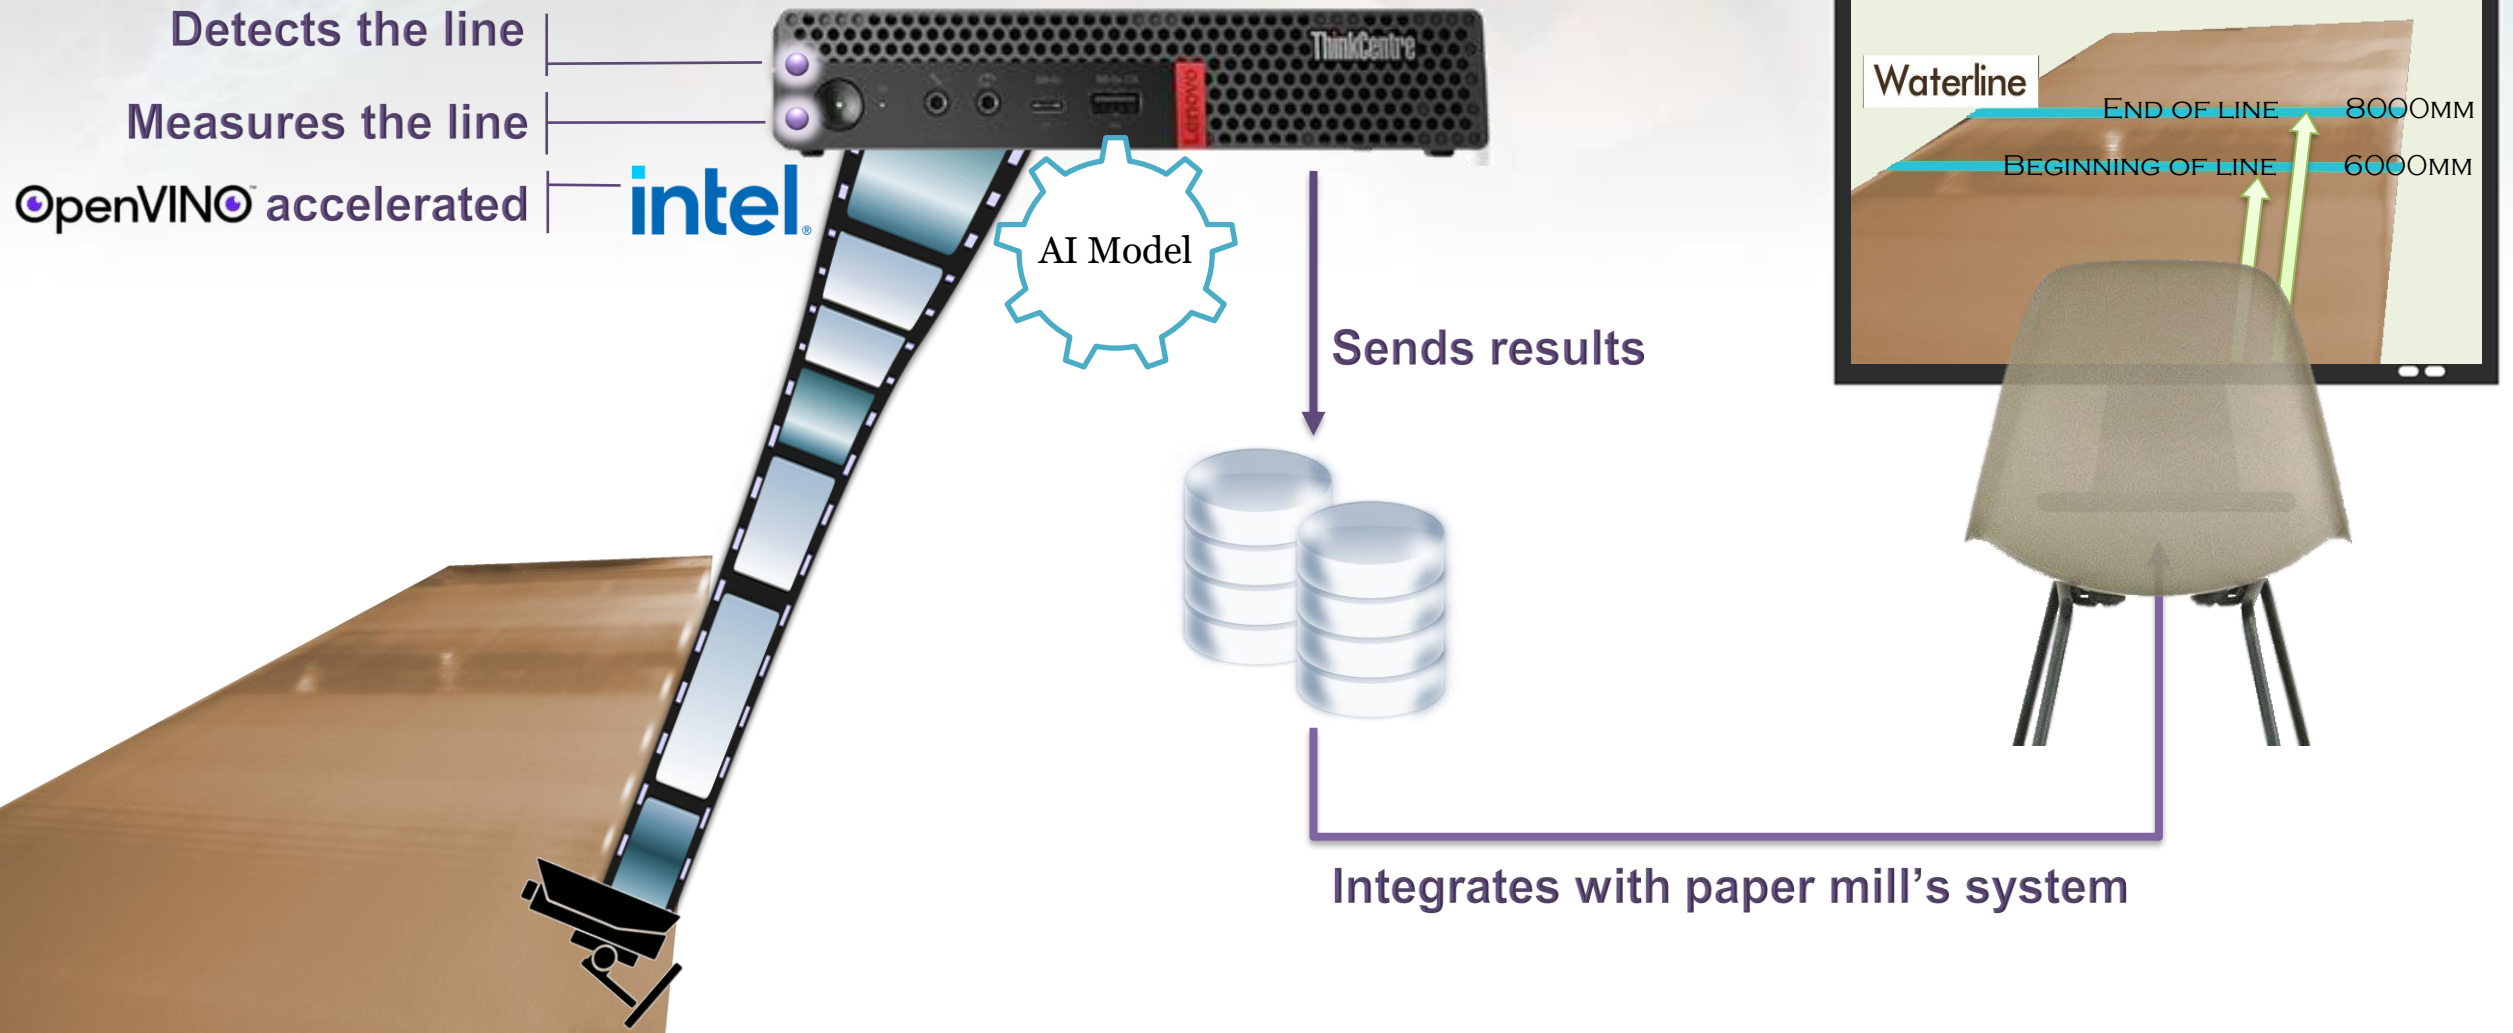 Detects the line
Measures the line
OpenVINO™ accelerated
intel®
ThinkCentre
Lenovo
AI Model
Sends results
Integrates with paper mill’s system
Waterline
END OF LINE 8000MM
BEGINNING OF LINE 6000MM